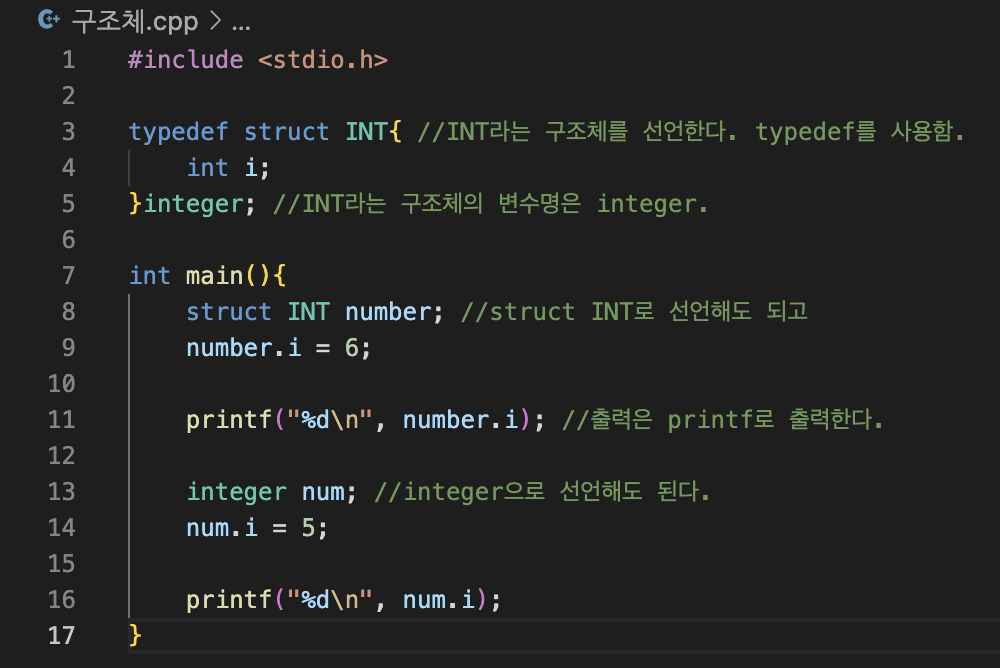 구조체.cpp > ...
1 #include <stdio.h>
2
3 typedef struct INT{ //INT라는 구조체를 선언한다. typedef를 사용함.
4     int i;
5 }integer; //INT라는 구조체의 변수명은 integer.
6
7 int main(){
8     struct INT number; //struct INT로 선언해도 되고
9     number.i = 6;
10
11     printf("%d\n", number.i); //출력은 printf로 출력한다.
12
13     integer num; //integer으로 선언해도 된다.
14     num.i = 5;
15
16     printf("%d\n", num.i);
17 }